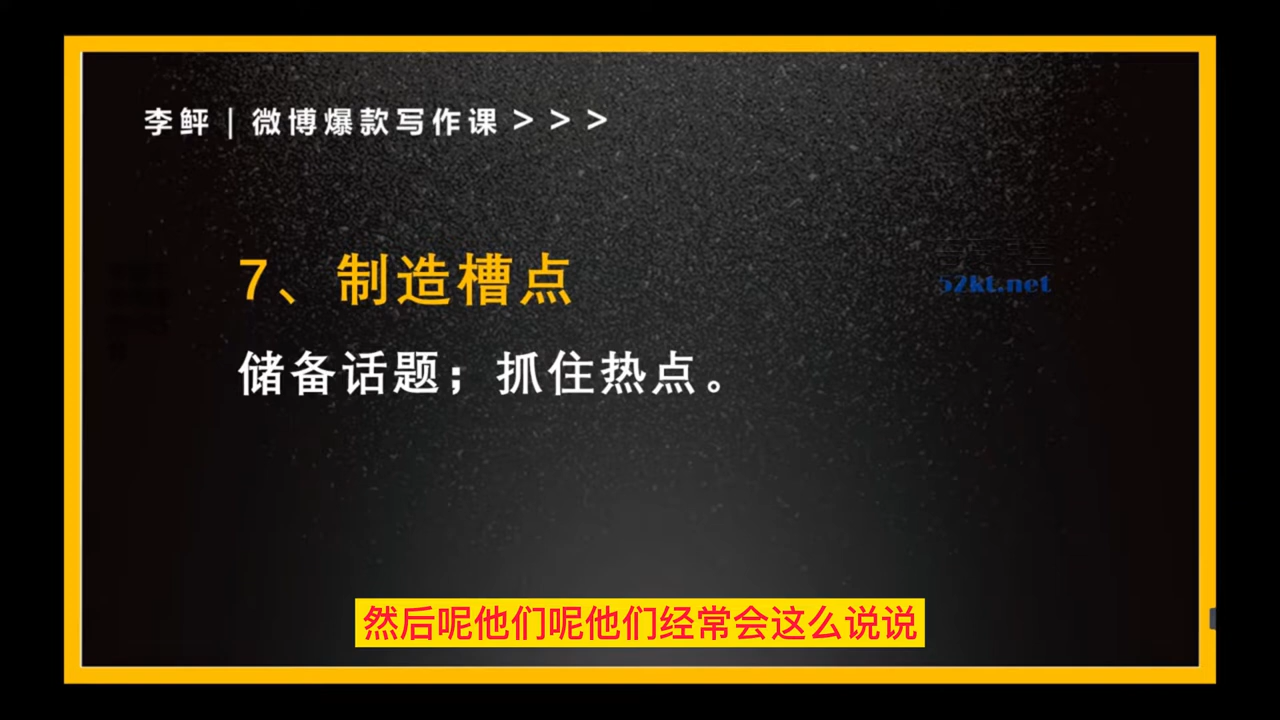 李鲆 | 微博爆款写作课 > > >
7、制造槽点
52kt.net
储备话题；抓住热点。
然后呢他们呢他们经常会这么说说